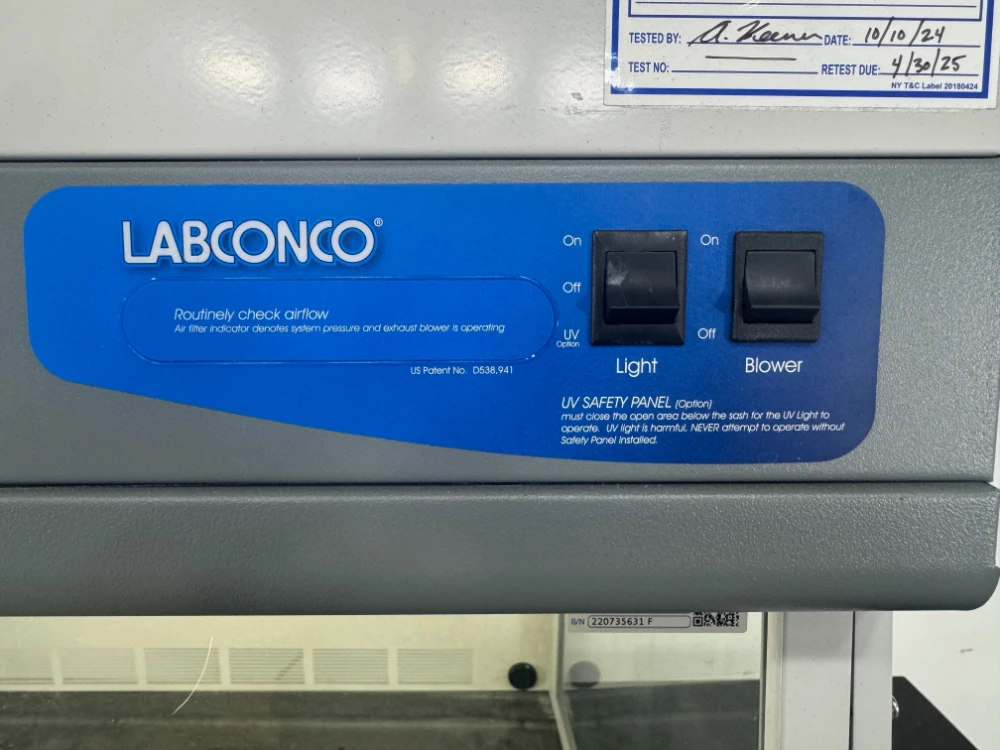 TESTED BY: A. Keener DATE: 10/10/24
TEST NO: RETEST DUE: 4/30/25
NY T&C Label 20180424
LABCONCO®
Routinely check airflow
Air filter indicator denotes system pressure and exhaust blower is operating
US Patent No. D538,941
On
Off
UV
Option
Light
On
Off
Blower
UV SAFETY PANEL (Option)
must close the open area below the sash for the UV Light to
operate. UV light is harmful, NEVER attempt to operate without
Safety Panel installed.
S/N 220735631 F